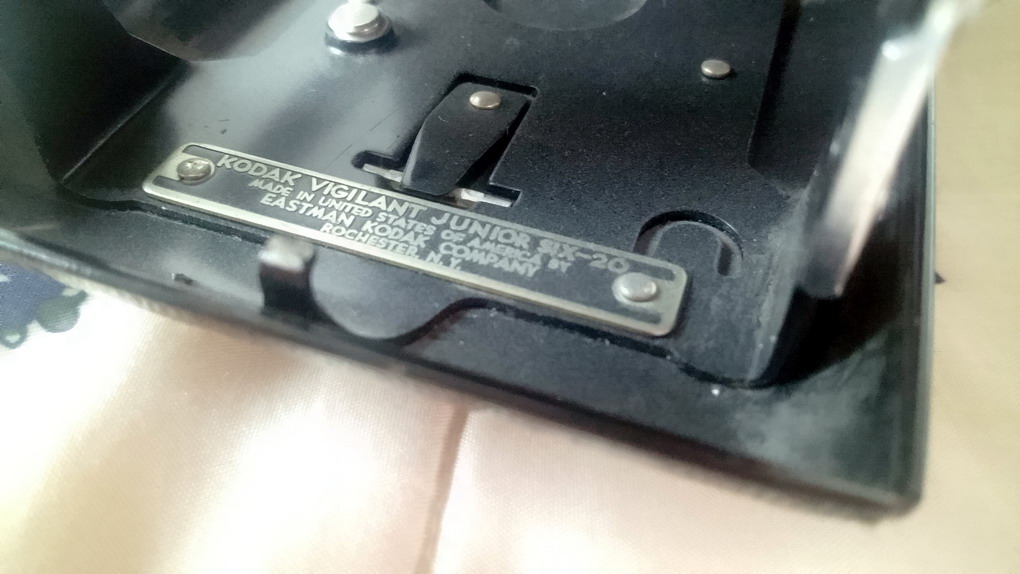 KODAK VIGILANT JUNIOR SIX-20
MADE IN UNITED STATES OF AMERICA BY
EASTMAN KODAK COMPANY
ROCHESTER, N.Y.